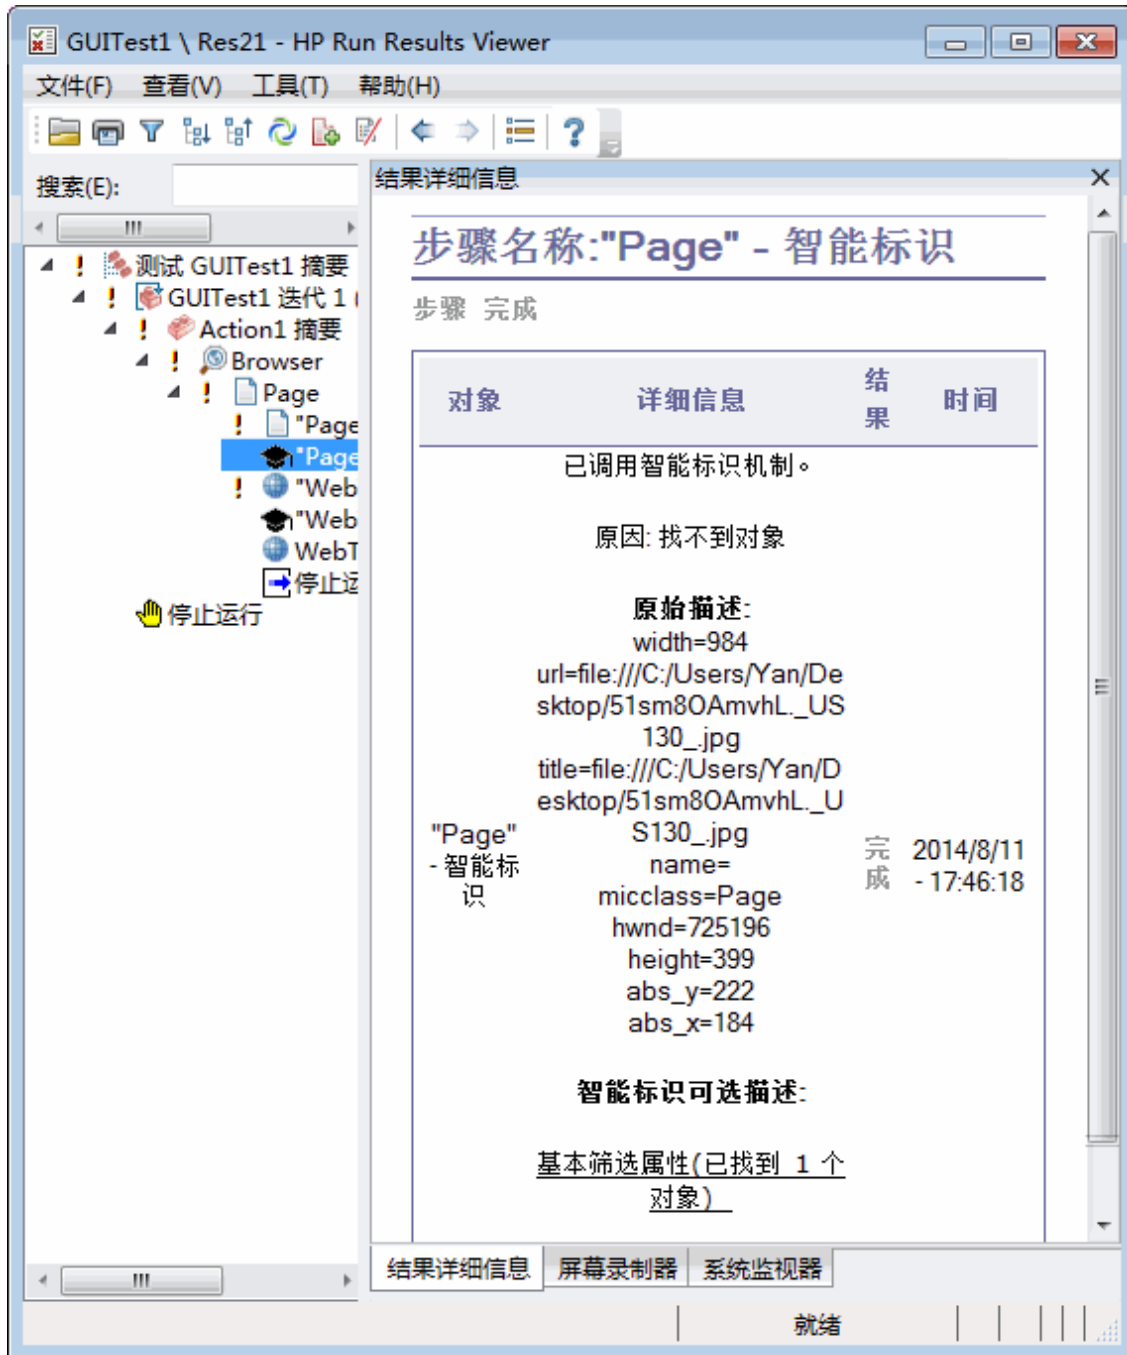 GUITest1 \ Res21 - HP Run Results Viewer
文件(F) 查看(V) 工具(T) 帮助(H)
搜索(E):
测试 GUITest1 摘要
GUITest1 迭代 1 (
Action1 摘要
Browser
Page
"Page
"Page
"Web
"Web
WebT
停止运
停止运行
结果详细信息
步骤名称:"Page" - 智能标识
步骤 完成
对象 详细信息 结果 时间
已调用智能标识机制。
原因: 找不到对象
原始描述:
width=984
url=file:///C:/Users/Yan/De
sktop/51sm8OAmvhL._US
130_.jpg
title=file:///C:/Users/Yan/D
esktop/51sm8OAmvhL._U
S130_.jpg
name=
micclass=Page
hwnd=725196
height=399
abs_y=222
abs_x=184
"Page"
- 智能标
识
完
成
2014/8/11
- 17:46:18
智能标识可选描述:
基本筛选属性(已找到 1 个
对象)
结果详细信息 屏幕录制器 系统监视器
就绪